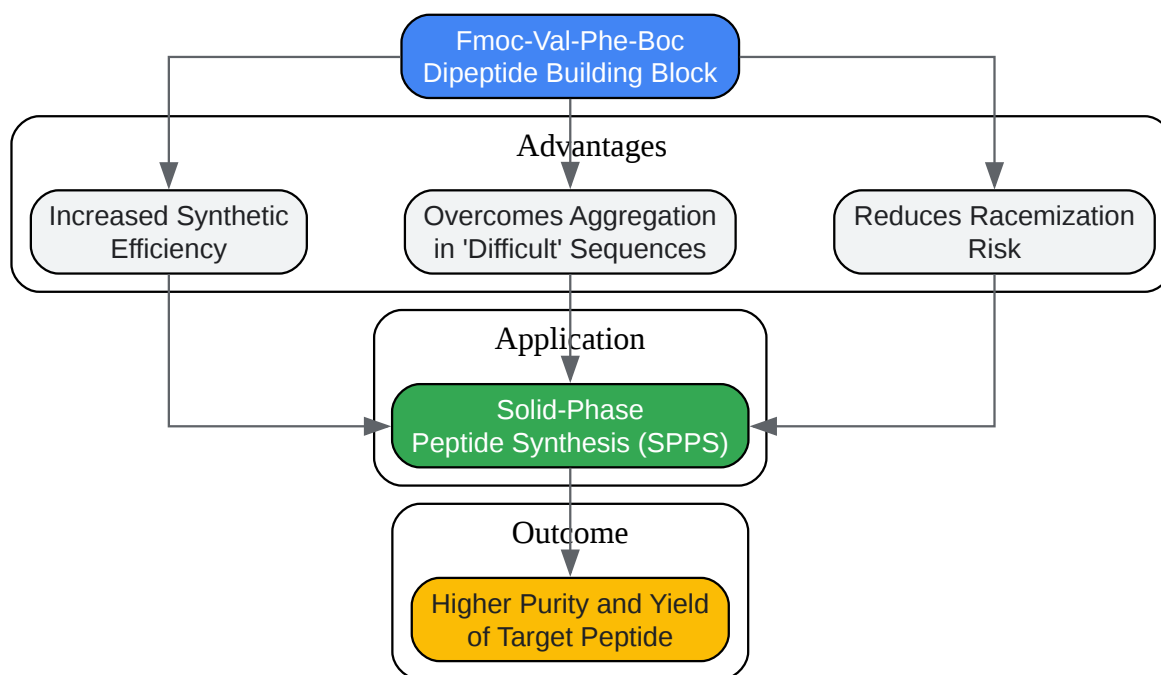 Fmoc-Val-Phe-Boc
Dipeptide Building Block
Advantages
Increased Synthetic
Efficiency
Overcomes Aggregation
in 'Difficult' Sequences
Reduces Racemization
Risk
Application
Solid-Phase
Peptide Synthesis (SPPS)
Outcome
Higher Purity and Yield
of Target Peptide